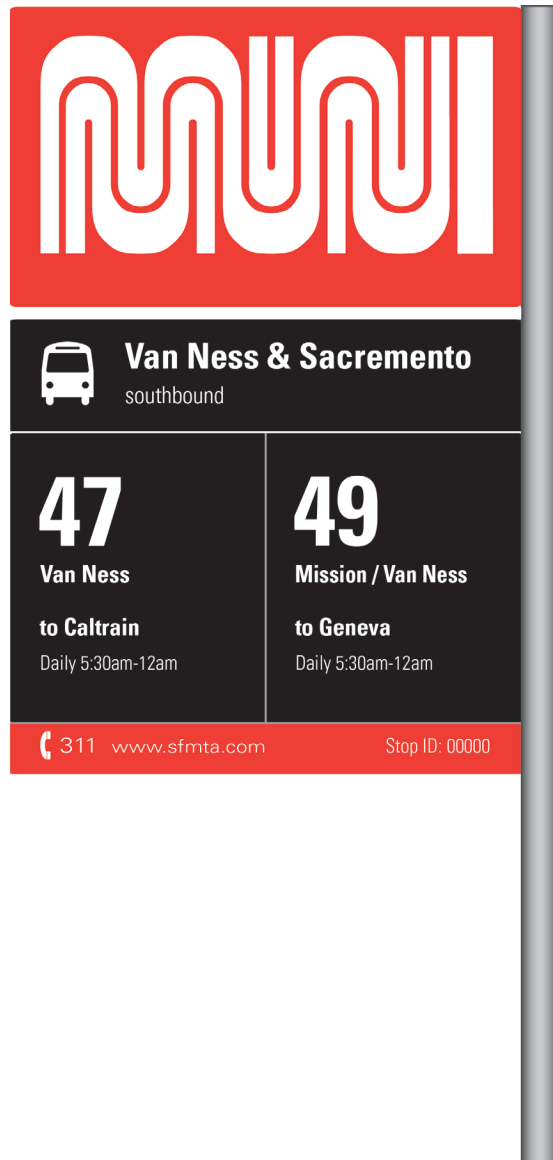 MUNI
Van Ness & Sacremento
southbound
47
Van Ness
to Caltrain
Daily 5:30am-12am
49
Mission / Van Ness
to Geneva
Daily 5:30am-12am
311 www.sfmta.com
Stop ID: 00000